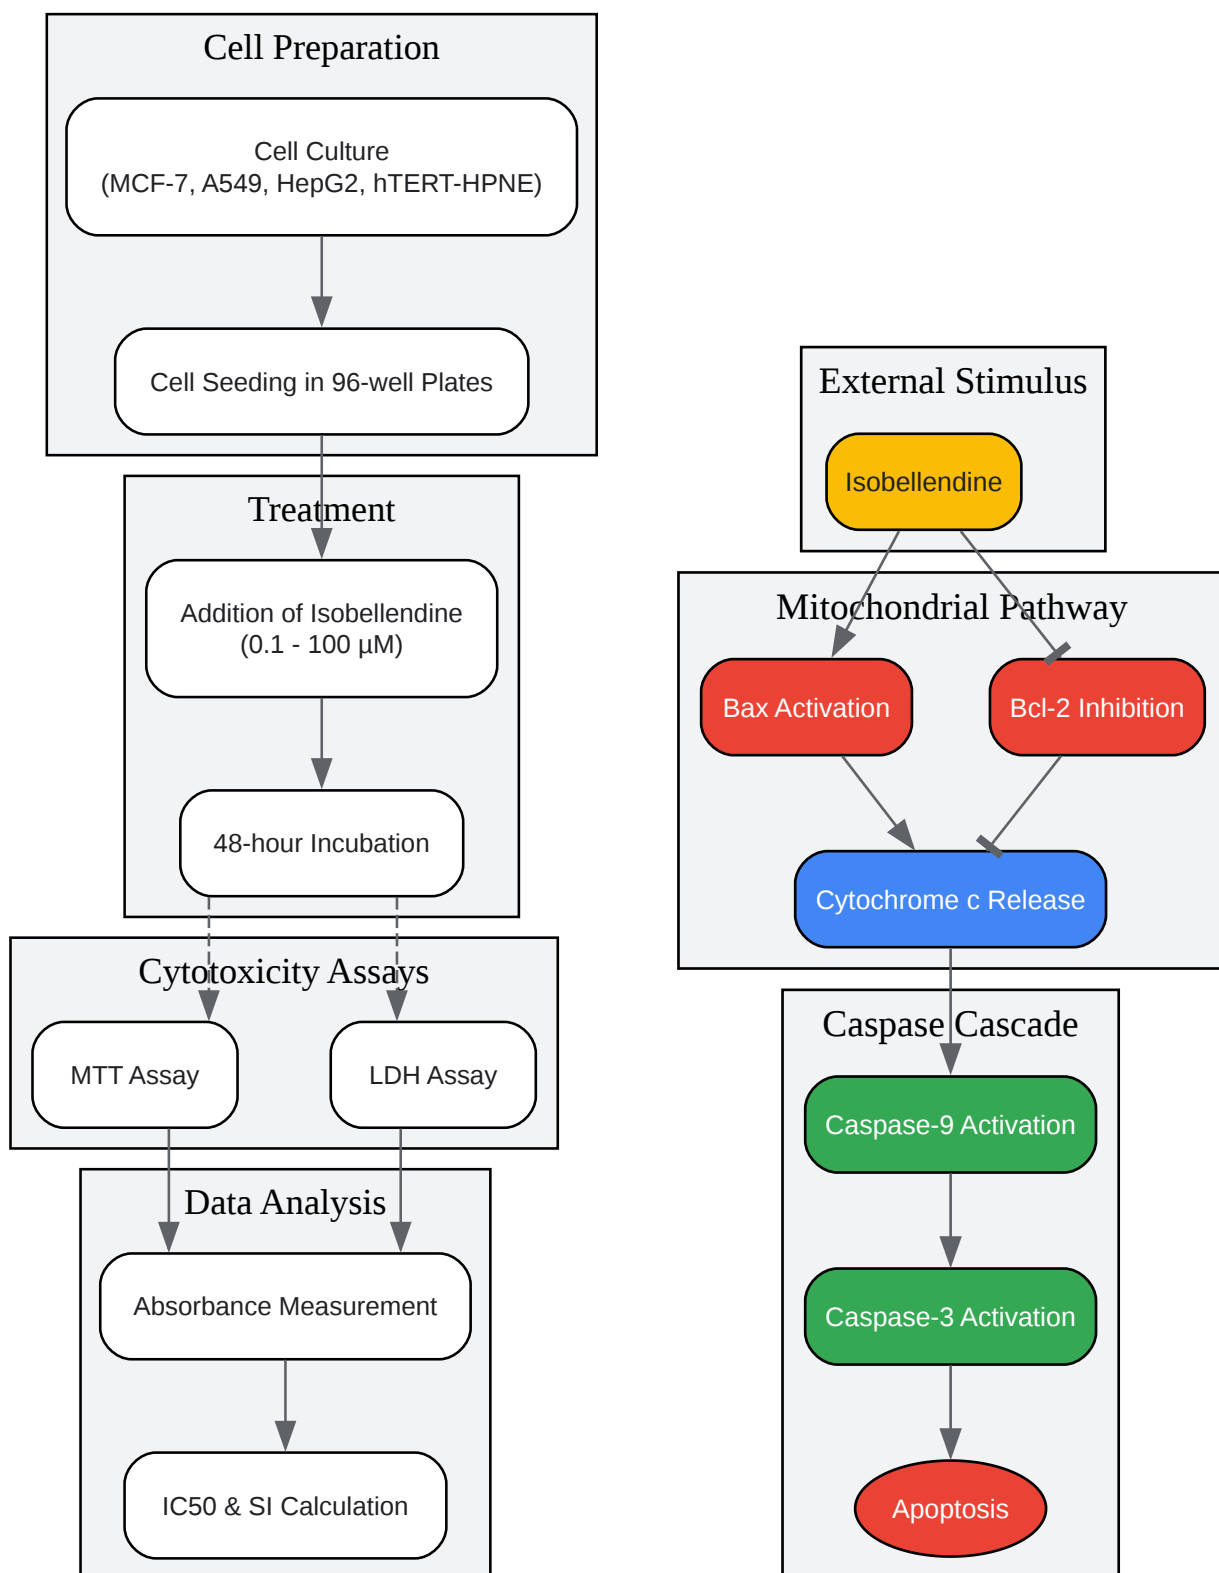 Cell Preparation
Cell Culture
(MCF-7, A549, HepG2, hTERT-HPNE)
Cell Seeding in 96-well Plates
Treatment
Addition of Isobellendine
(0.1 - 100 µM)
48-hour Incubation
Cytotoxicity Assays
MTT Assay
LDH Assay
Data Analysis
Absorbance Measurement
IC50 & SI Calculation
External Stimulus
Isobellendine
Mitochondrial Pathway
Bax Activation
Bcl-2 Inhibition
Cytochrome c Release
Caspase Cascade
Caspase-9 Activation
Caspase-3 Activation
Apoptosis